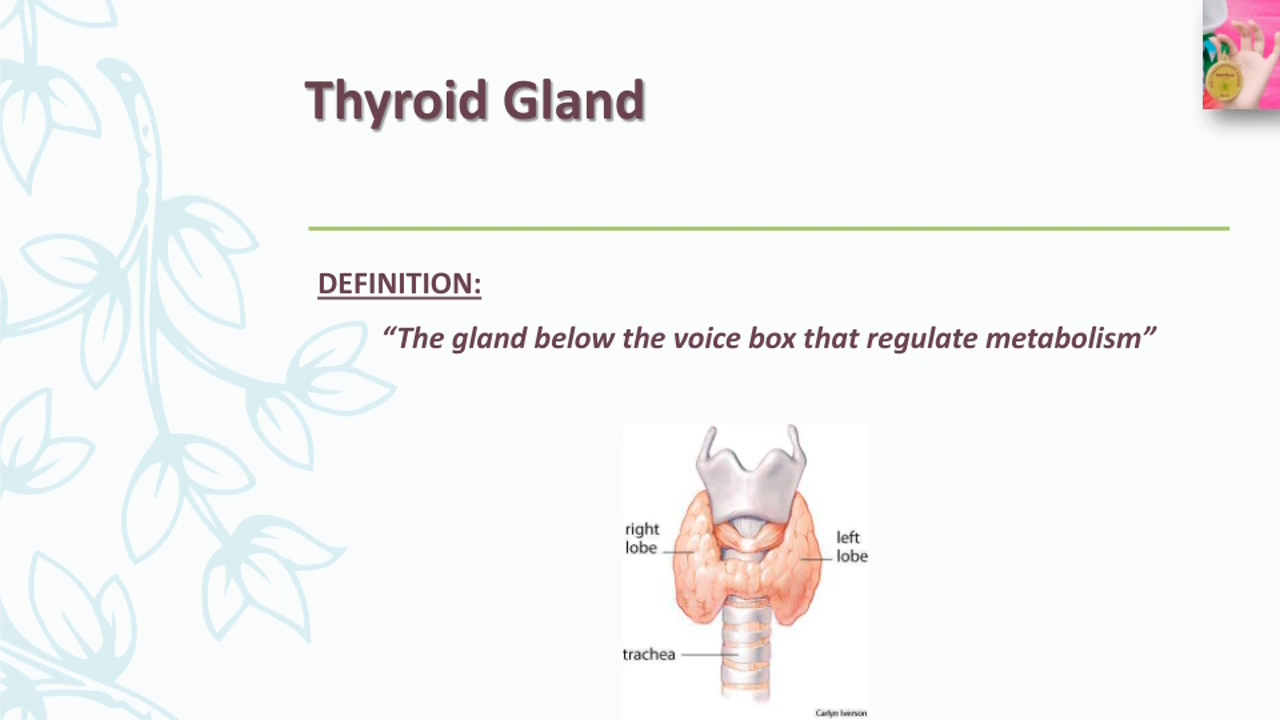 Thyroid Gland
DEFINITION:
“The gland below the voice box that regulate metabolism”
right
lobe
left
lobe
trachea
Carlyn Iverson